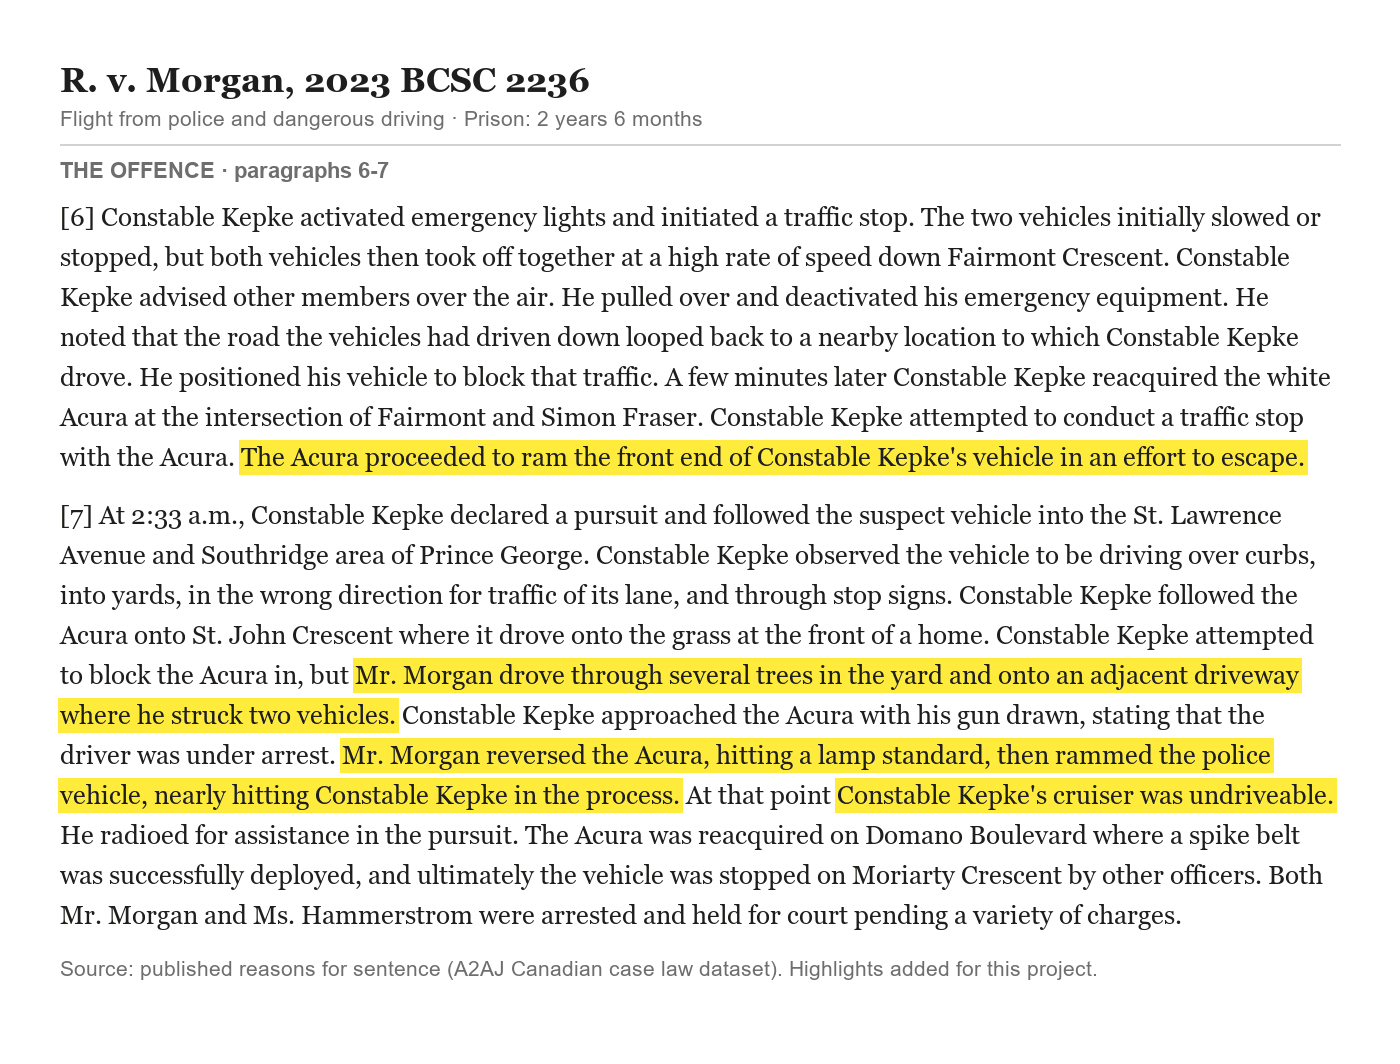 R. v. Morgan, 2023 BCSC 2236
Flight from police and dangerous driving · Prison: 2 years 6 months
THE OFFENCE · paragraphs 6-7
[6] Constable Kepke activated emergency lights and initiated a traffic stop. The two vehicles initially slowed or
stopped, but both vehicles then took off together at a high rate of speed down Fairmont Crescent. Constable
Kepke advised other members over the air. He pulled over and deactivated his emergency equipment. He
noted that the road the vehicles had driven down looped back to a nearby location to which Constable Kepke
drove. He positioned his vehicle to block that traffic. A few minutes later Constable Kepke reacquired the white
Acura at the intersection of Fairmont and Simon Fraser. Constable Kepke attempted to conduct a traffic stop
with the Acura. The Acura proceeded to ram the front end of Constable Kepke's vehicle in an effort to escape.
[7] At 2:33 a.m., Constable Kepke declared a pursuit and followed the suspect vehicle into the St. Lawrence
Avenue and Southridge area of Prince George. Constable Kepke observed the vehicle to be driving over curbs,
into yards, in the wrong direction for traffic of its lane, and through stop signs. Constable Kepke followed the
Acura onto St. John Crescent where it drove onto the grass at the front of a home. Constable Kepke attempted
to block the Acura in, but Mr. Morgan drove through several trees in the yard and onto an adjacent driveway
where he struck two vehicles. Constable Kepke approached the Acura with his gun drawn, stating that the
driver was under arrest. Mr. Morgan reversed the Acura, hitting a lamp standard, then rammed the police
vehicle, nearly hitting Constable Kepke in the process. At that point Constable Kepke's cruiser was undriveable.
He radioed for assistance in the pursuit. The Acura was reacquired on Domano Boulevard where a spike belt
was successfully deployed, and ultimately the vehicle was stopped on Moriarty Crescent by other officers. Both
Mr. Morgan and Ms. Hammerstrom were arrested and held for court pending a variety of charges.
Source: published reasons for sentence (A2AJ Canadian case law dataset). Highlights added for this project.